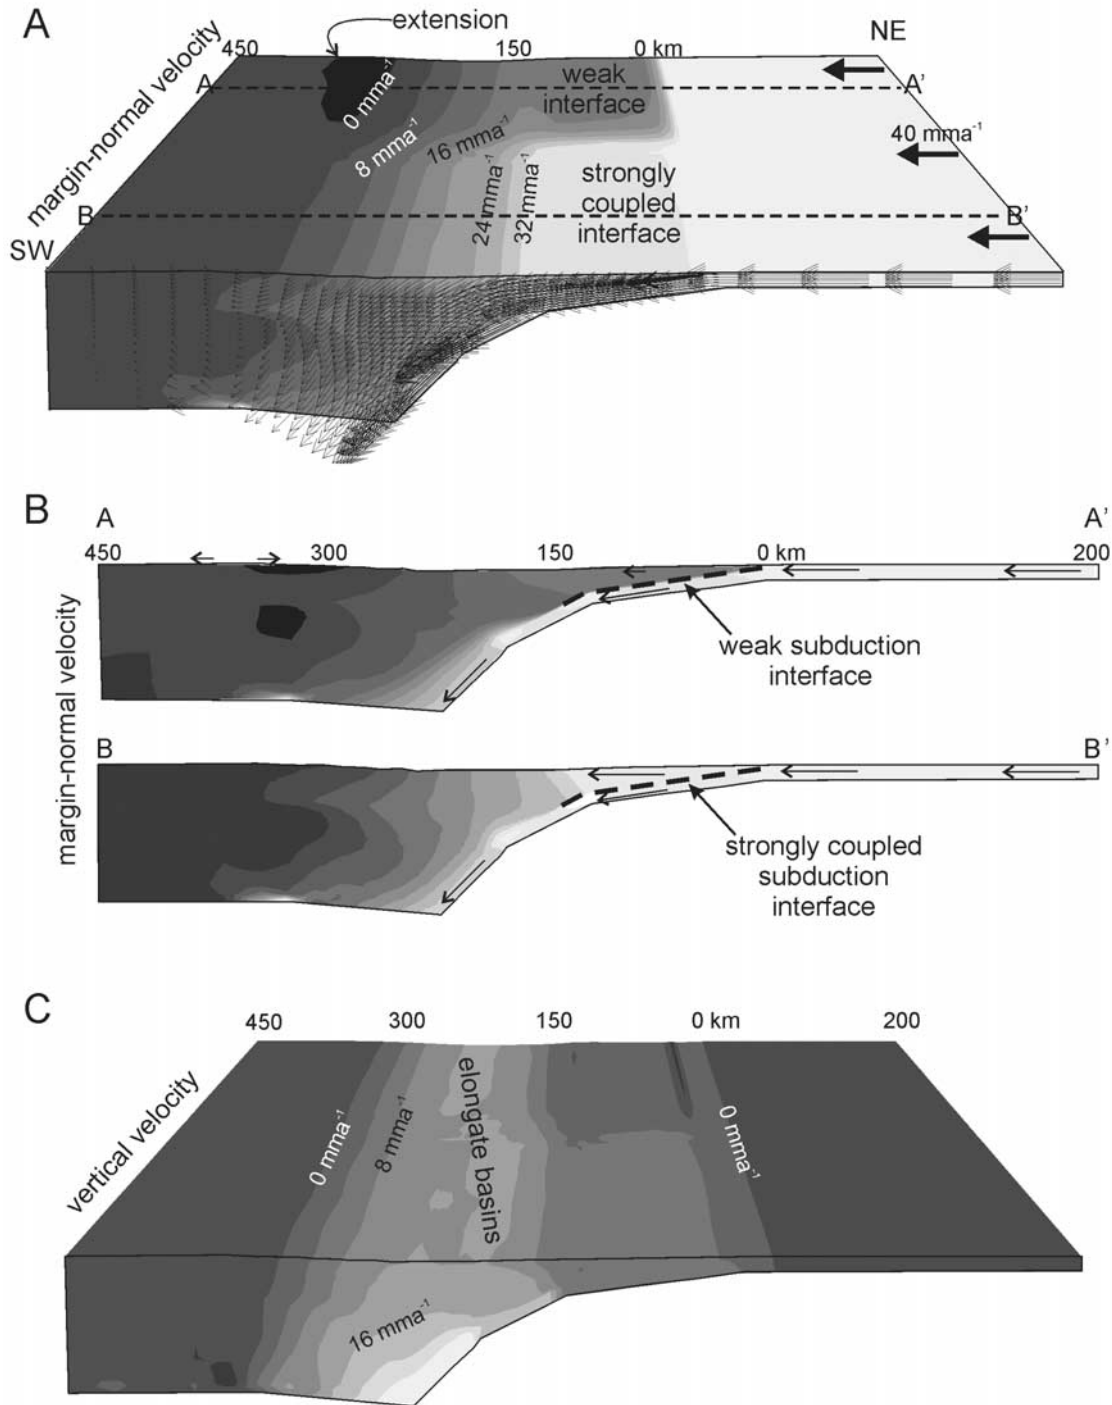 A
extension
NE
450
150
0 km
margin-normal velocity
A
weak
interface
A'
0 mma⁻¹
8 mma⁻¹
16 mma⁻¹
24 mma⁻¹
32 mma⁻¹
40 mma⁻¹
strongly
coupled
interface
B
B'
SW
B
A
A'
450
300
150
0 km
200
margin-normal velocity
weak subduction
interface
B
B'
strongly coupled
subduction
interface
C
450
300
150
0 km
200
vertical velocity
0 mma⁻¹
8 mma⁻¹
elongate basins
0 mma⁻¹
16 mma⁻¹